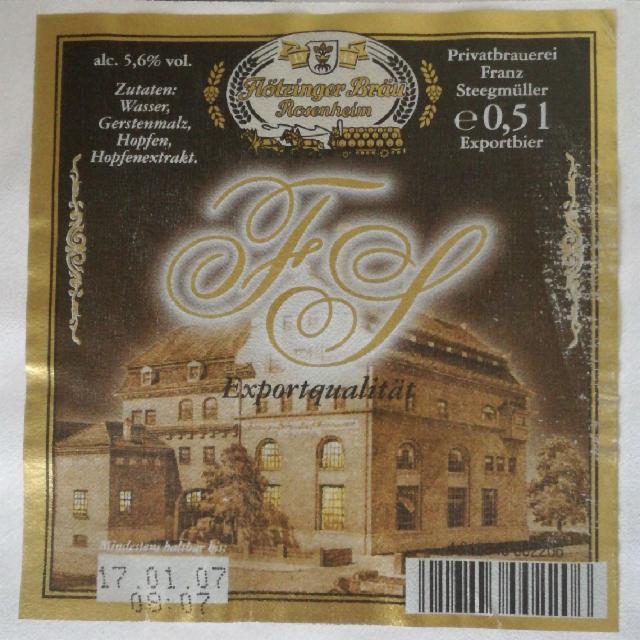 alc. 5,6% vol.
Zutaten:
Wasser,
Gerstenmalz,
Hopfen,
Hopfenextrakt.
Flötzinger Bräu
Rosenheim
Privatbrauerei
Franz
Steegmüller
e 0,5 l
Exportbier
Fr S
Exportqualität
Mindestens haltbar bis:
17.01.07
09:07